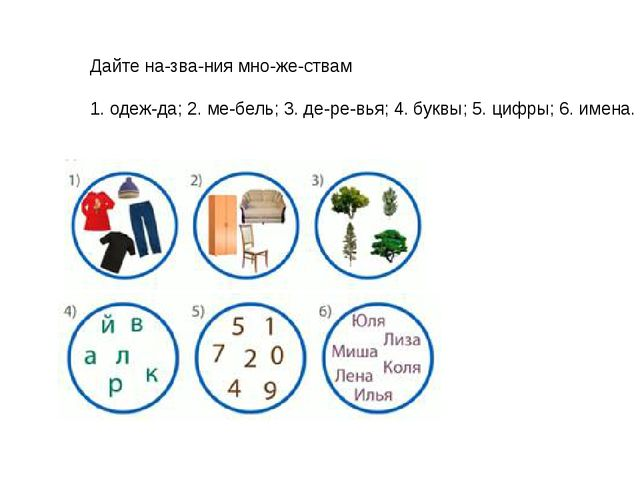 Дайте на-зва-ния мно-же-ствам
1. одеж-да; 2. ме-бель; 3. де-ре-вья; 4. буквы; 5. цифры; 6. имена.
1) 2) 3)
4) 5) 6)
й в
а л
р к
5 1
7 2 0
4 9
Юля
Лиза
Миша
Коля
Лена
Илья